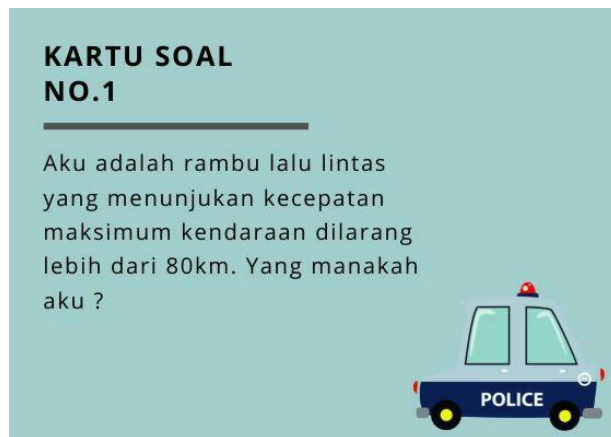 KARTU SOAL
NO.1
Aku adalah rambu lalu lintas
yang menunjukan kecepatan
maksimum kendaraan dilarang
lebih dari 80km. Yang manakah
aku ?
POLICE